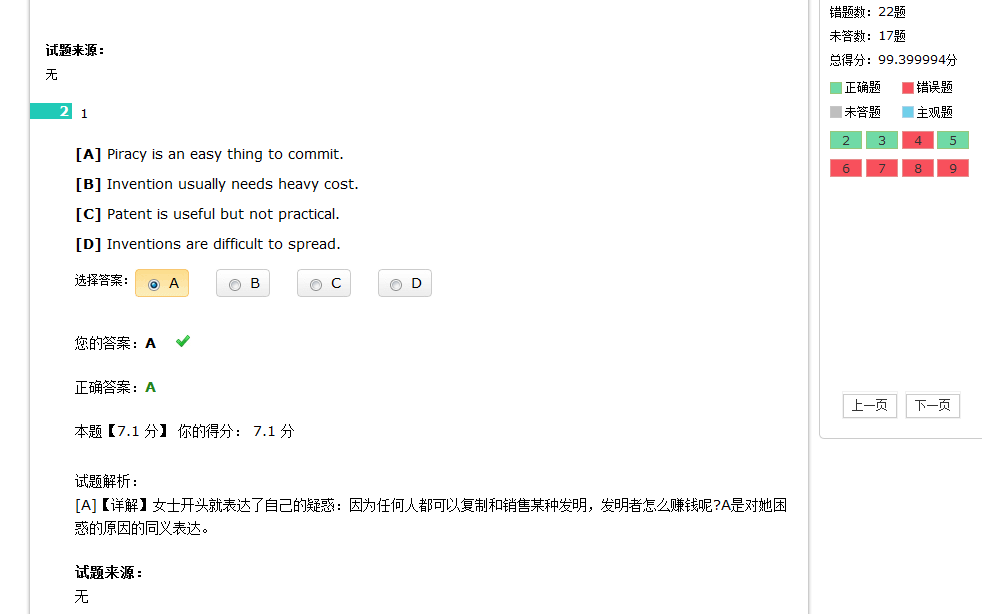 试题来源：
无
2 1
[A] Piracy is an easy thing to commit.
[B] Invention usually needs heavy cost.
[C] Patent is useful but not practical.
[D] Inventions are difficult to spread.
选择答案： A B C D
您的答案：A
正确答案：A
本题【7.1 分】 你的得分： 7.1 分
试题解析：
[A]【详解】女士开头就表达了自己的疑惑：因为任何人都可以复制和销售某种发明，发明者怎么赚钱呢?A是对她困
惑的原因的同义表达。
试题来源：
无
错题数：22题
未答数：17题
总得分：99.399994分
正确题 错误题
未答题 主观题
2 3 4 5
6 7 8 9
上一页 下一页